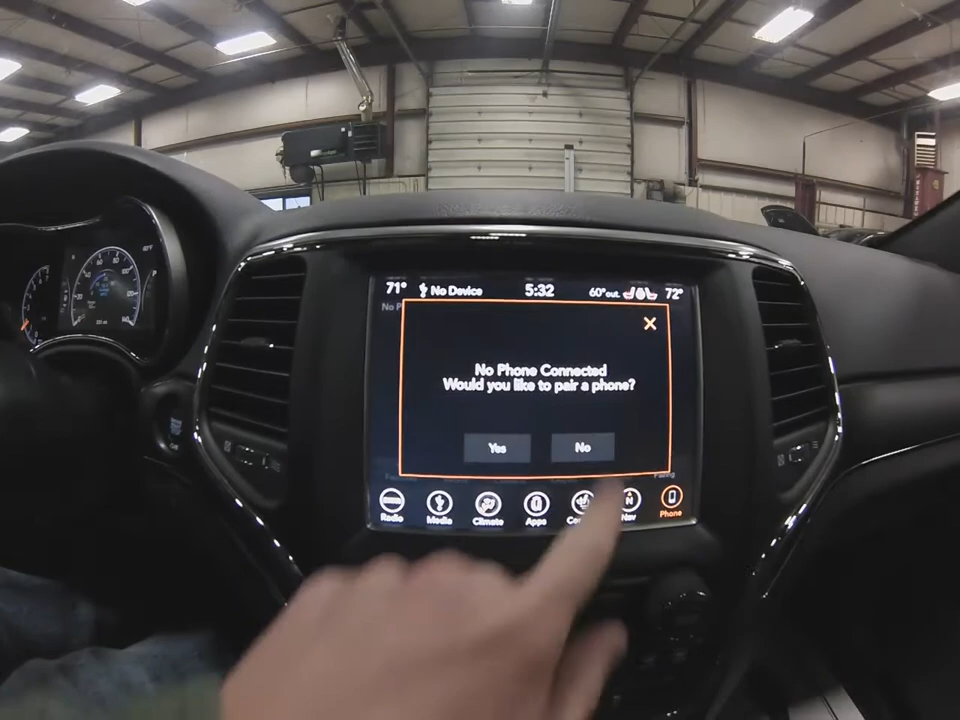 71° No Device 5:32 60°out. 72°
No P
No Phone Connected
Would you like to pair a phone?
Yes No
Radio Media Climate Apps Nav Phone